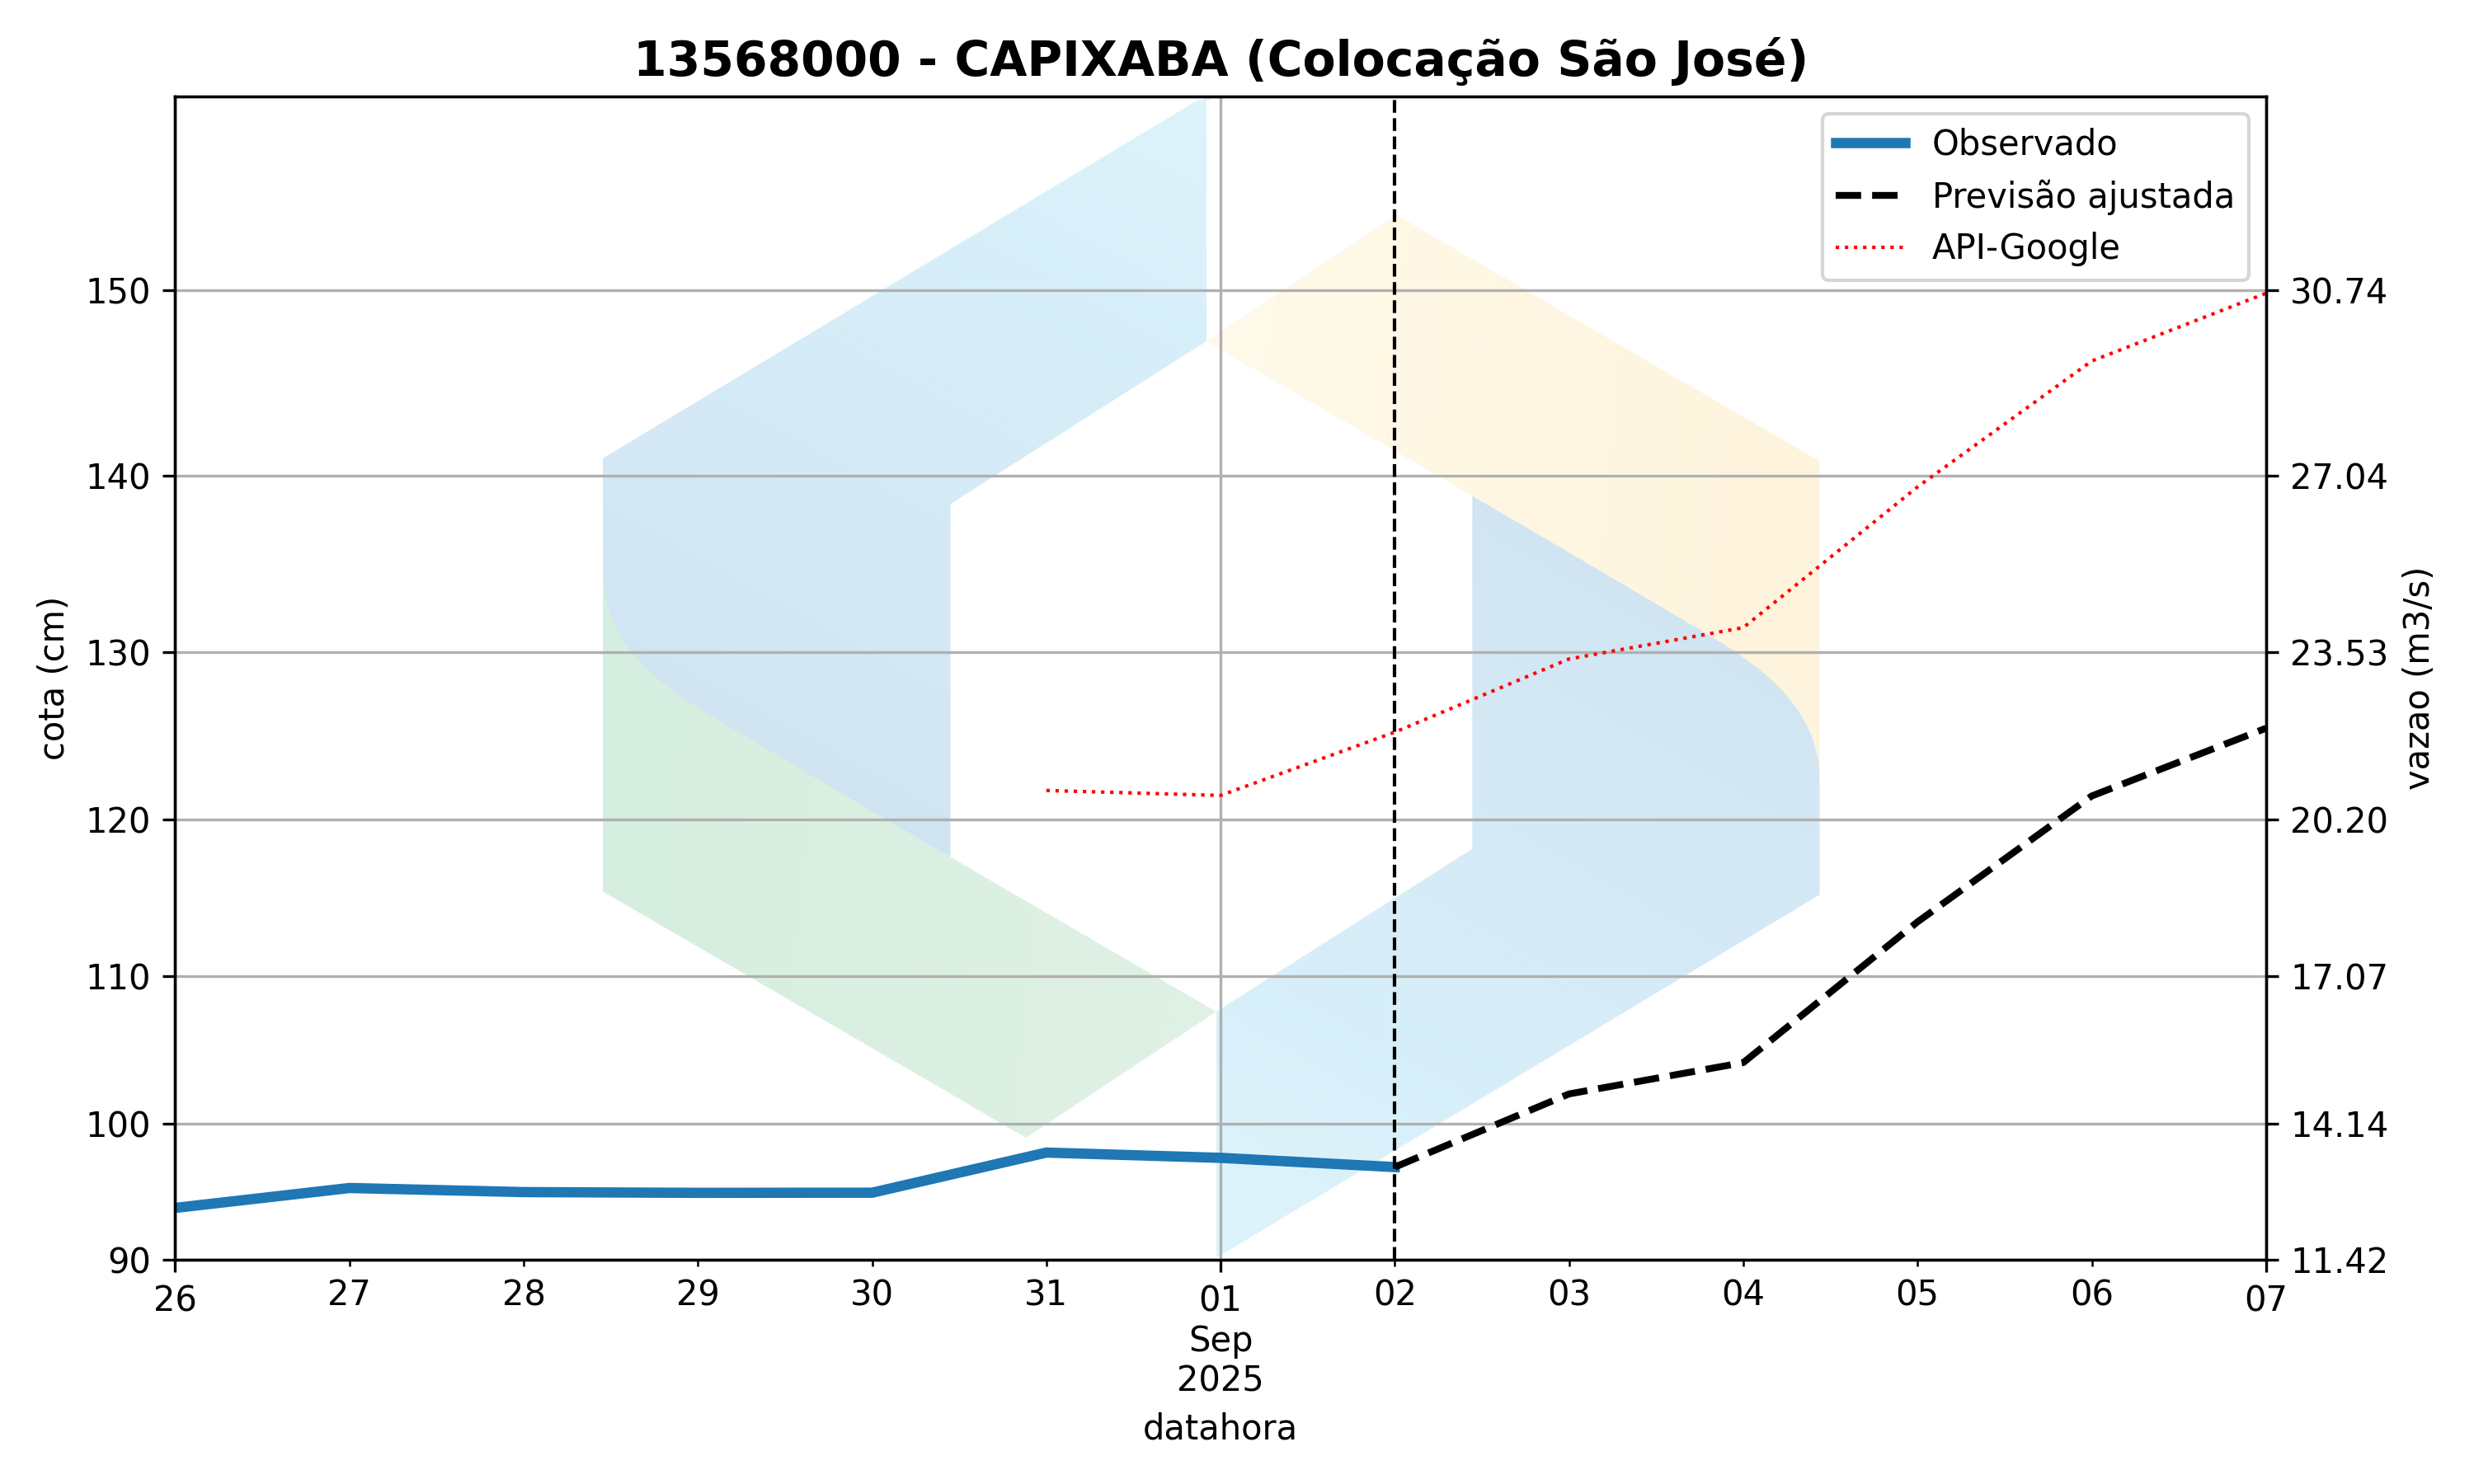 13568000 - CAPIXABA (Colocação São José)
Observado
Previsão ajustada
API-Google
cota (cm)
150
140
130
120
110
100
90
30.74
27.04
23.53
20.20
17.07
14.14
11.42
vazao (m3/s)
26 27 28 29 30 31 01 02 03 04 05 06 07
Sep
2025
datahora